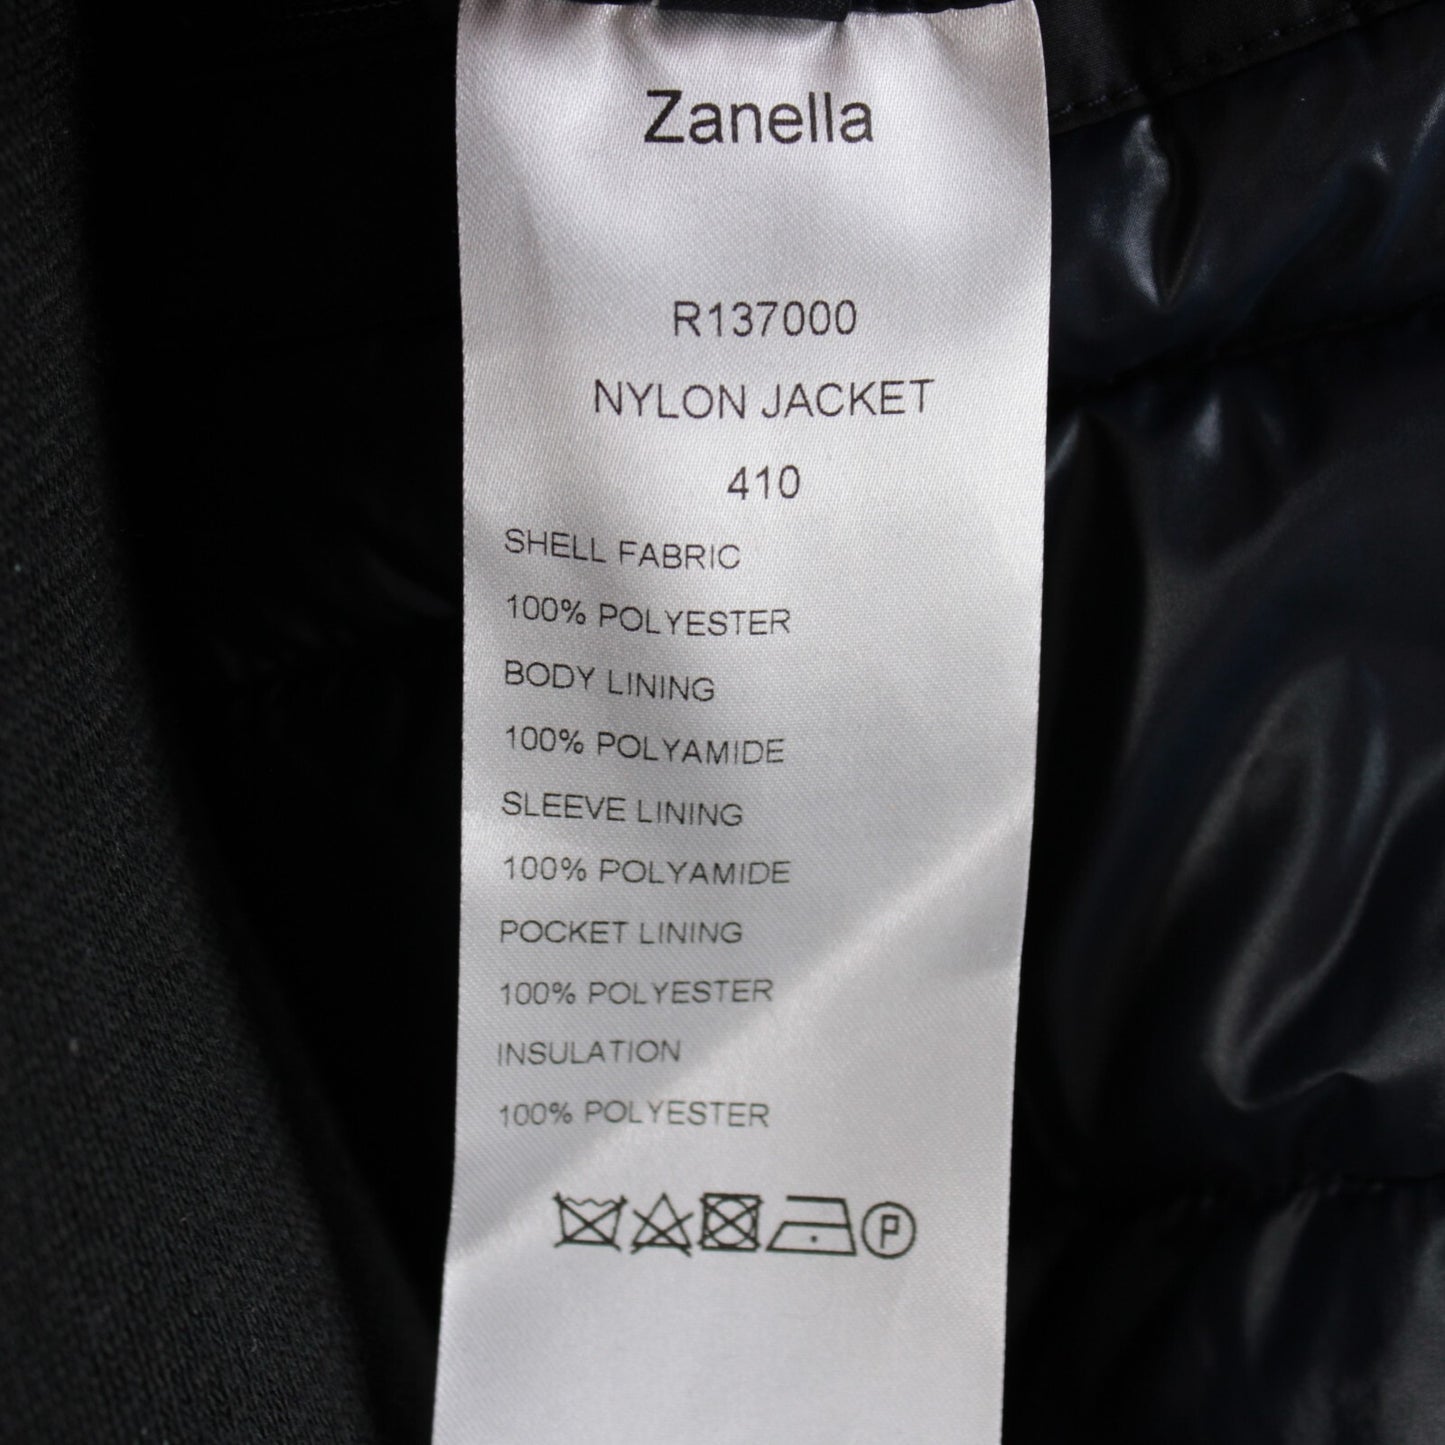 Zanella
R137000
NYLON JACKET
410
SHELL FABRIC
100% POLYESTER
BODY LINING
100% POLYAMIDE
SLEEVE LINING
100% POLYAMIDE
POCKET LINING
100% POLYESTER
INSULATION
100% POLYESTER
P